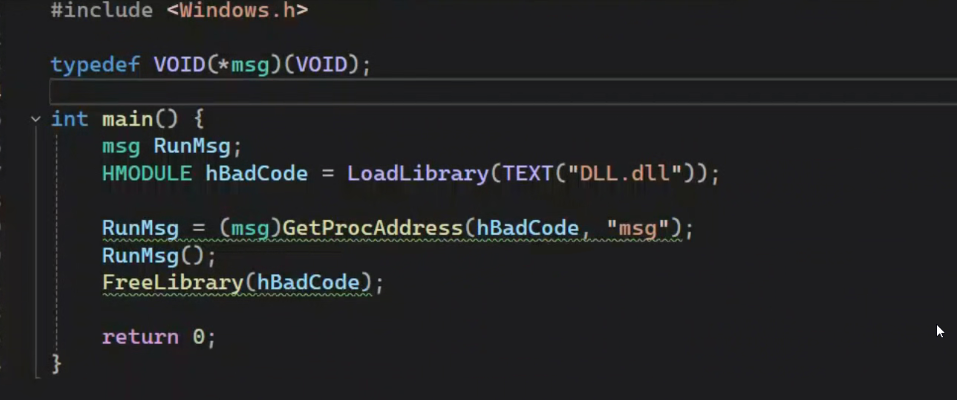 #include <Windows.h>
typedef VOID(*msg)(VOID);
int main() {
msg RunMsg;
HMODULE hBadCode = LoadLibrary(TEXT("DLL.dll"));
RunMsg = (msg)GetProcAddress(hBadCode, "msg");
RunMsg();
FreeLibrary(hBadCode);
return 0;
}